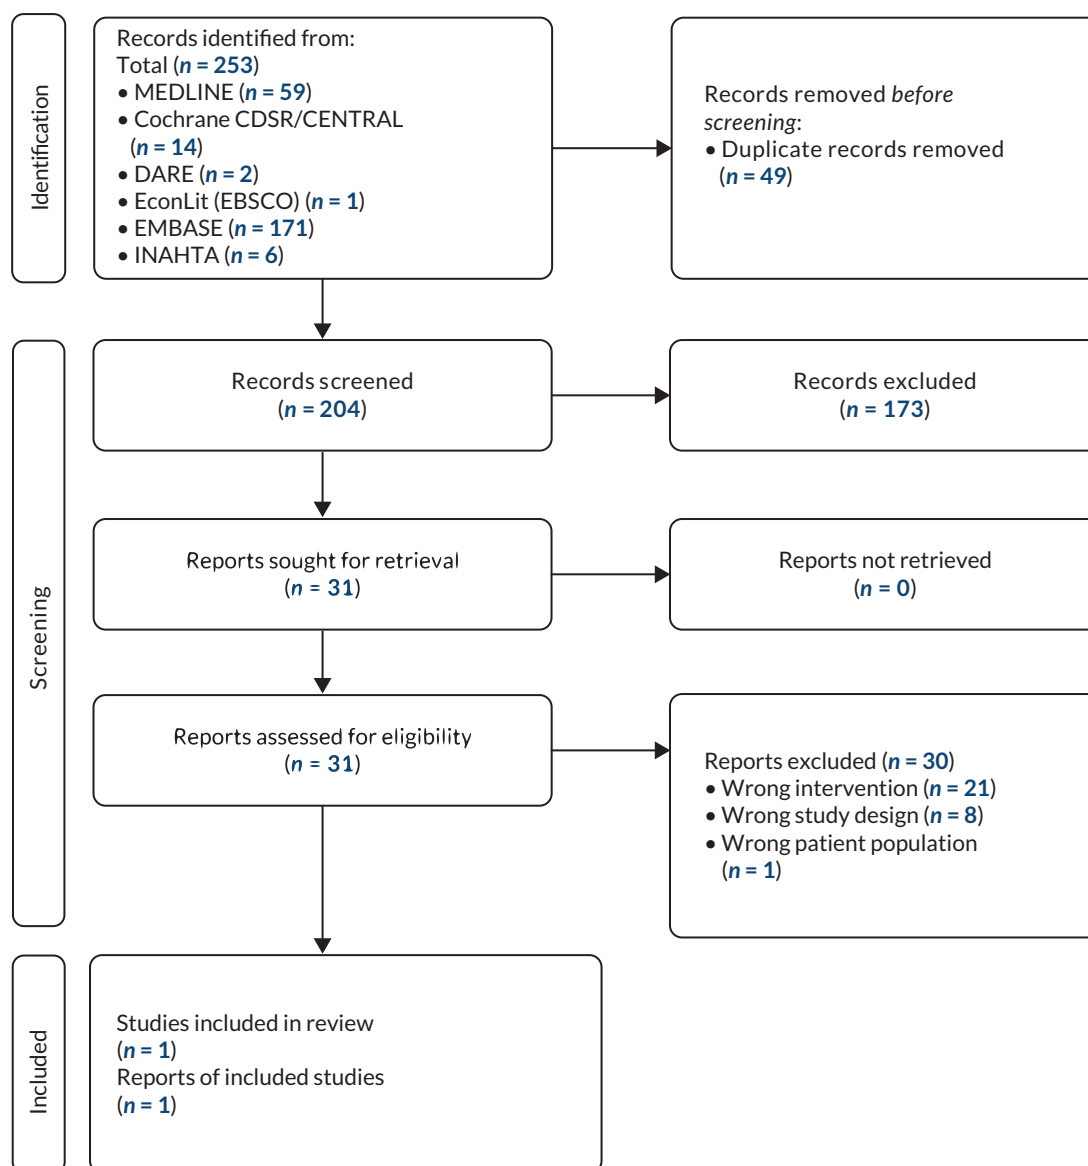 Identification
Records identified from:
Total (n = 253)
• MEDLINE (n = 59)
• Cochrane CDSR/CENTRAL
(n = 14)
• DARE (n = 2)
• EconLit (EBSCO) (n = 1)
• EMBASE (n = 171)
• INAHTA (n = 6)
Records removed before
screening:
• Duplicate records removed
(n = 49)
Screening
Records screened
(n = 204)
Records excluded
(n = 173)
Reports sought for retrieval
(n = 31)
Reports not retrieved
(n = 0)
Reports assessed for eligibility
(n = 31)
Reports excluded (n = 30)
• Wrong intervention (n = 21)
• Wrong study design (n = 8)
• Wrong patient population
(n = 1)
Included
Studies included in review
(n = 1)
Reports of included studies
(n = 1)